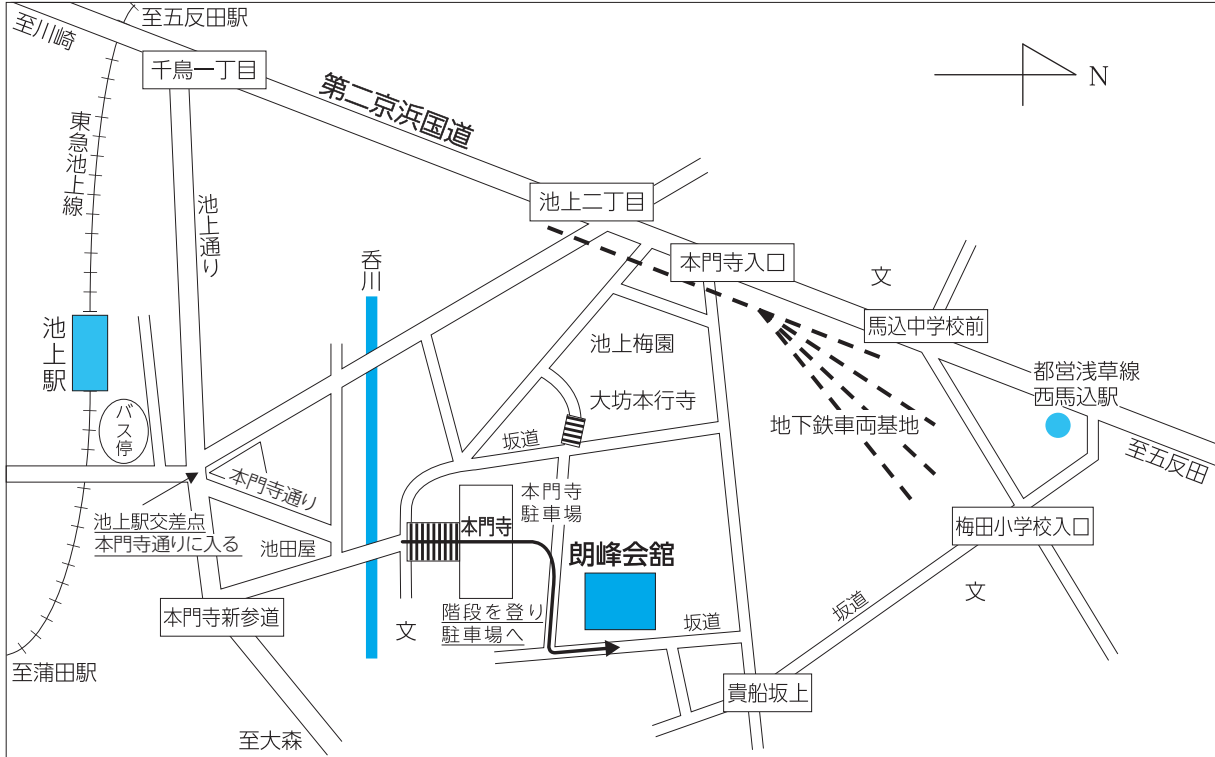 至五反田駅
至川崎
千鳥一丁目
第二京浜国道
N
東急池上線
池上通り
池上二丁目
呑川
本門寺入口
文
馬込中学校前
池上駅
池上梅園
都営浅草線
西馬込駅
大坊本行寺
バス停
地下鉄車両基地
坂道
至五反田
本門寺通り
本門寺
駐車場
池上駅交差点
本門寺通りに入る
池田屋
本門寺
梅田小学校入口
朗峰会舘
文
坂道
本門寺新参道
文
階段を登り
駐車場へ
坂道
至蒲田駅
貴船坂上
至大森